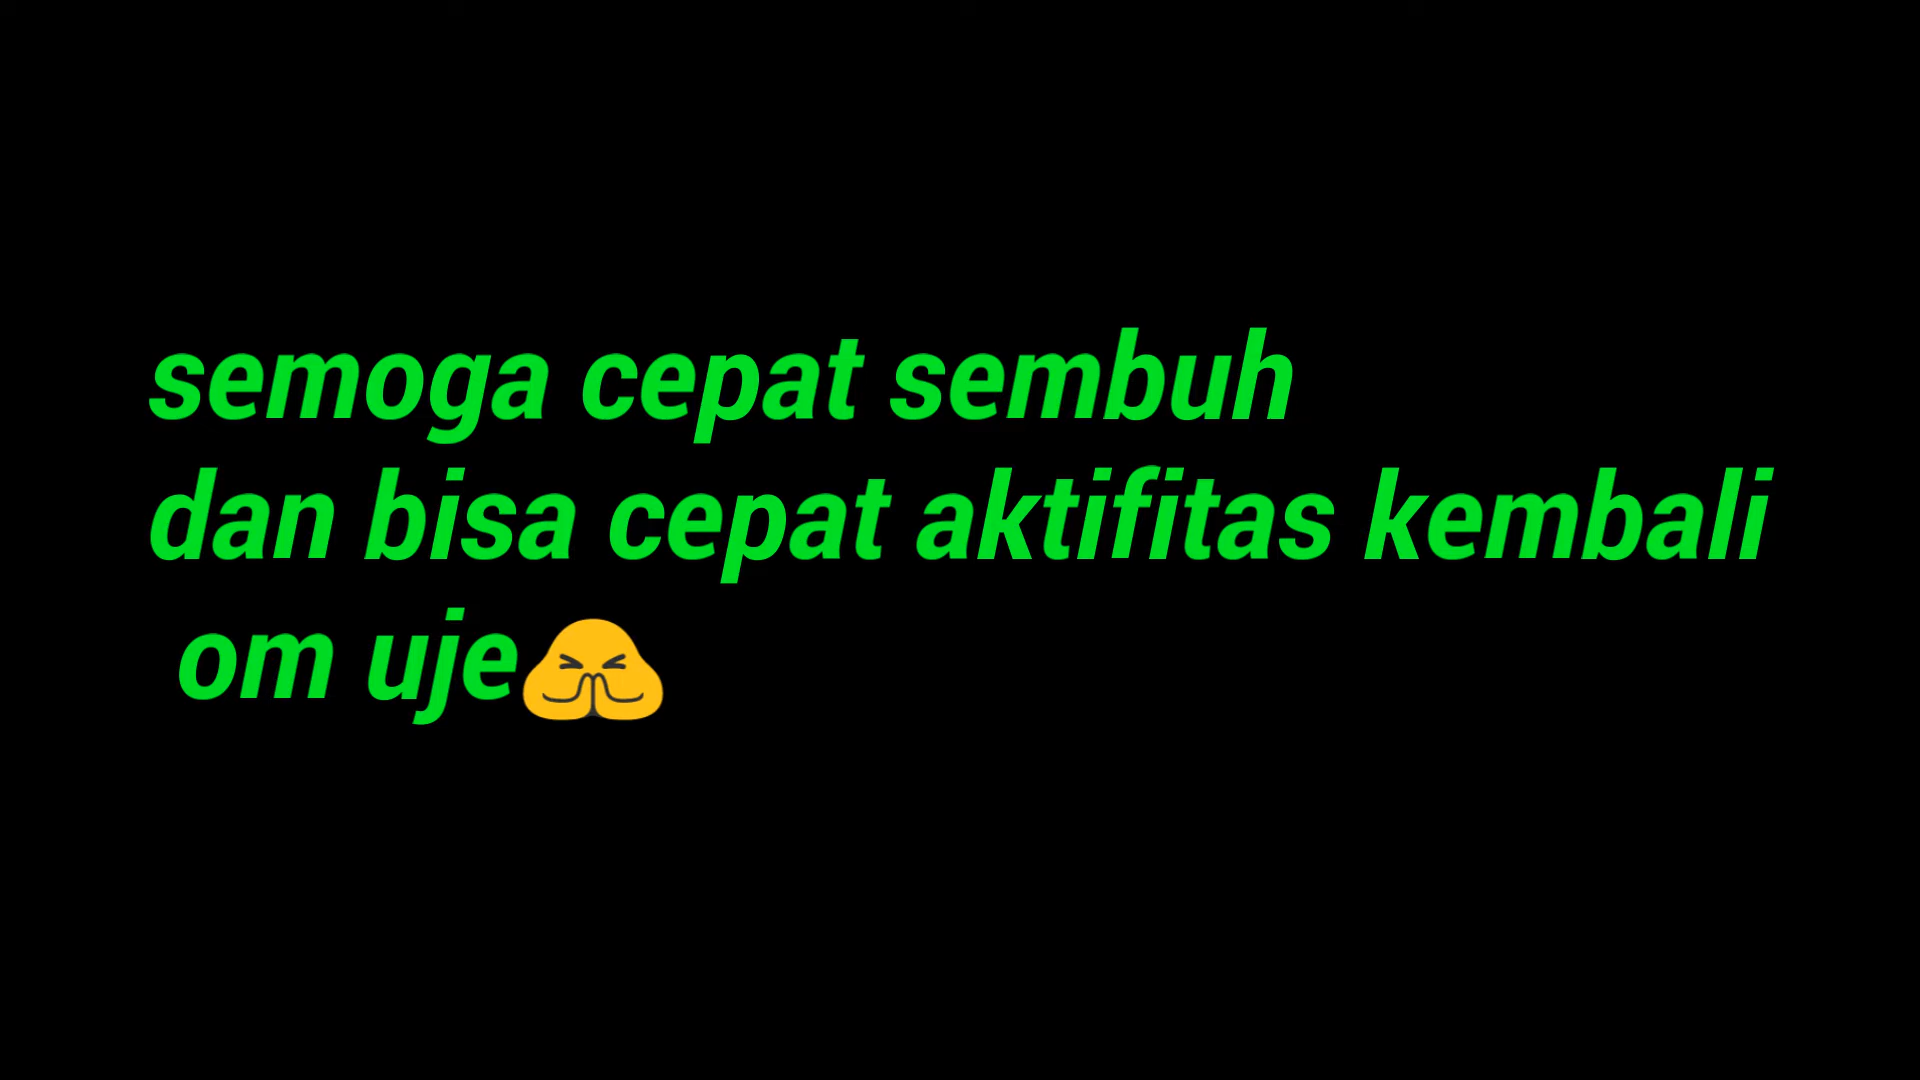 semoga cepat sembuh
dan bisa cepat aktifitas kembali
om uje🙏